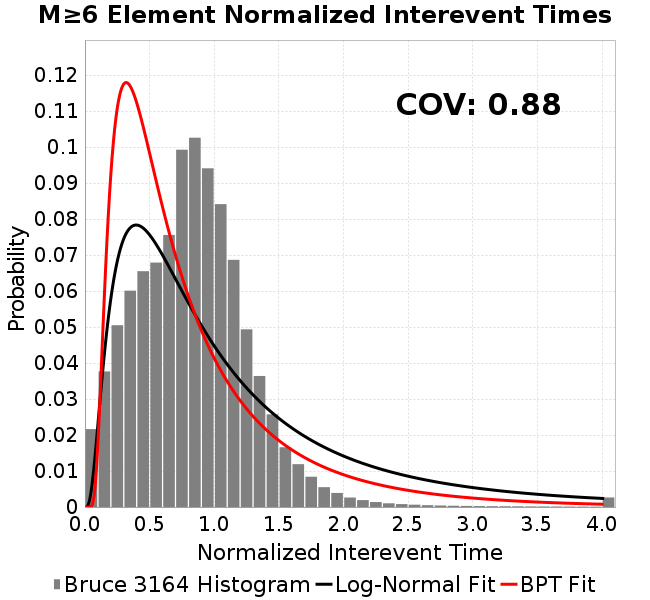 M≥6 Element Normalized Interevent Times
COV: 0.88
Probability
0.12
0.11
0.1
0.09
0.08
0.07
0.06
0.05
0.04
0.03
0.02
0.01
0
0.0 0.5 1.0 1.5 2.0 2.5 3.0 3.5 4.0
Normalized Interevent Time
Bruce 3164 Histogram Log-Normal Fit BPT Fit